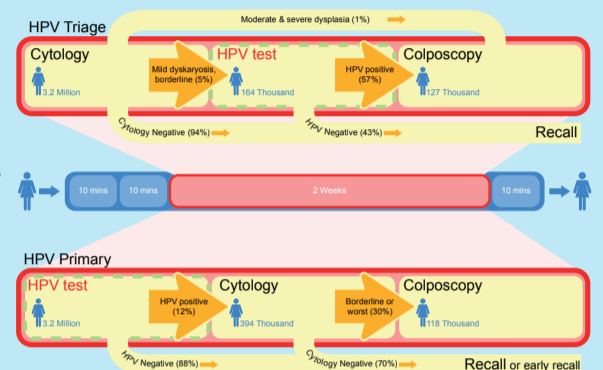 HPV Triage
Moderate & severe dysplasia (1%)
Cytology
3.2 Million
Mild dyskaryosis,
borderline (5%)
HPV test
164 Thousand
HPV positive
(57%)
Colposcopy
127 Thousand
Cytology Negative (94%)
HPV Negative (43%)
Recall
10 mins
10 mins
2 Weeks
10 mins
HPV Primary
HPV test
3.2 Million
HPV positive
(12%)
Cytology
394 Thousand
Borderline or
worst (30%)
Colposcopy
118 Thousand
HPV Negative (88%)
Cytology Negative (70%)
Recall or early recall